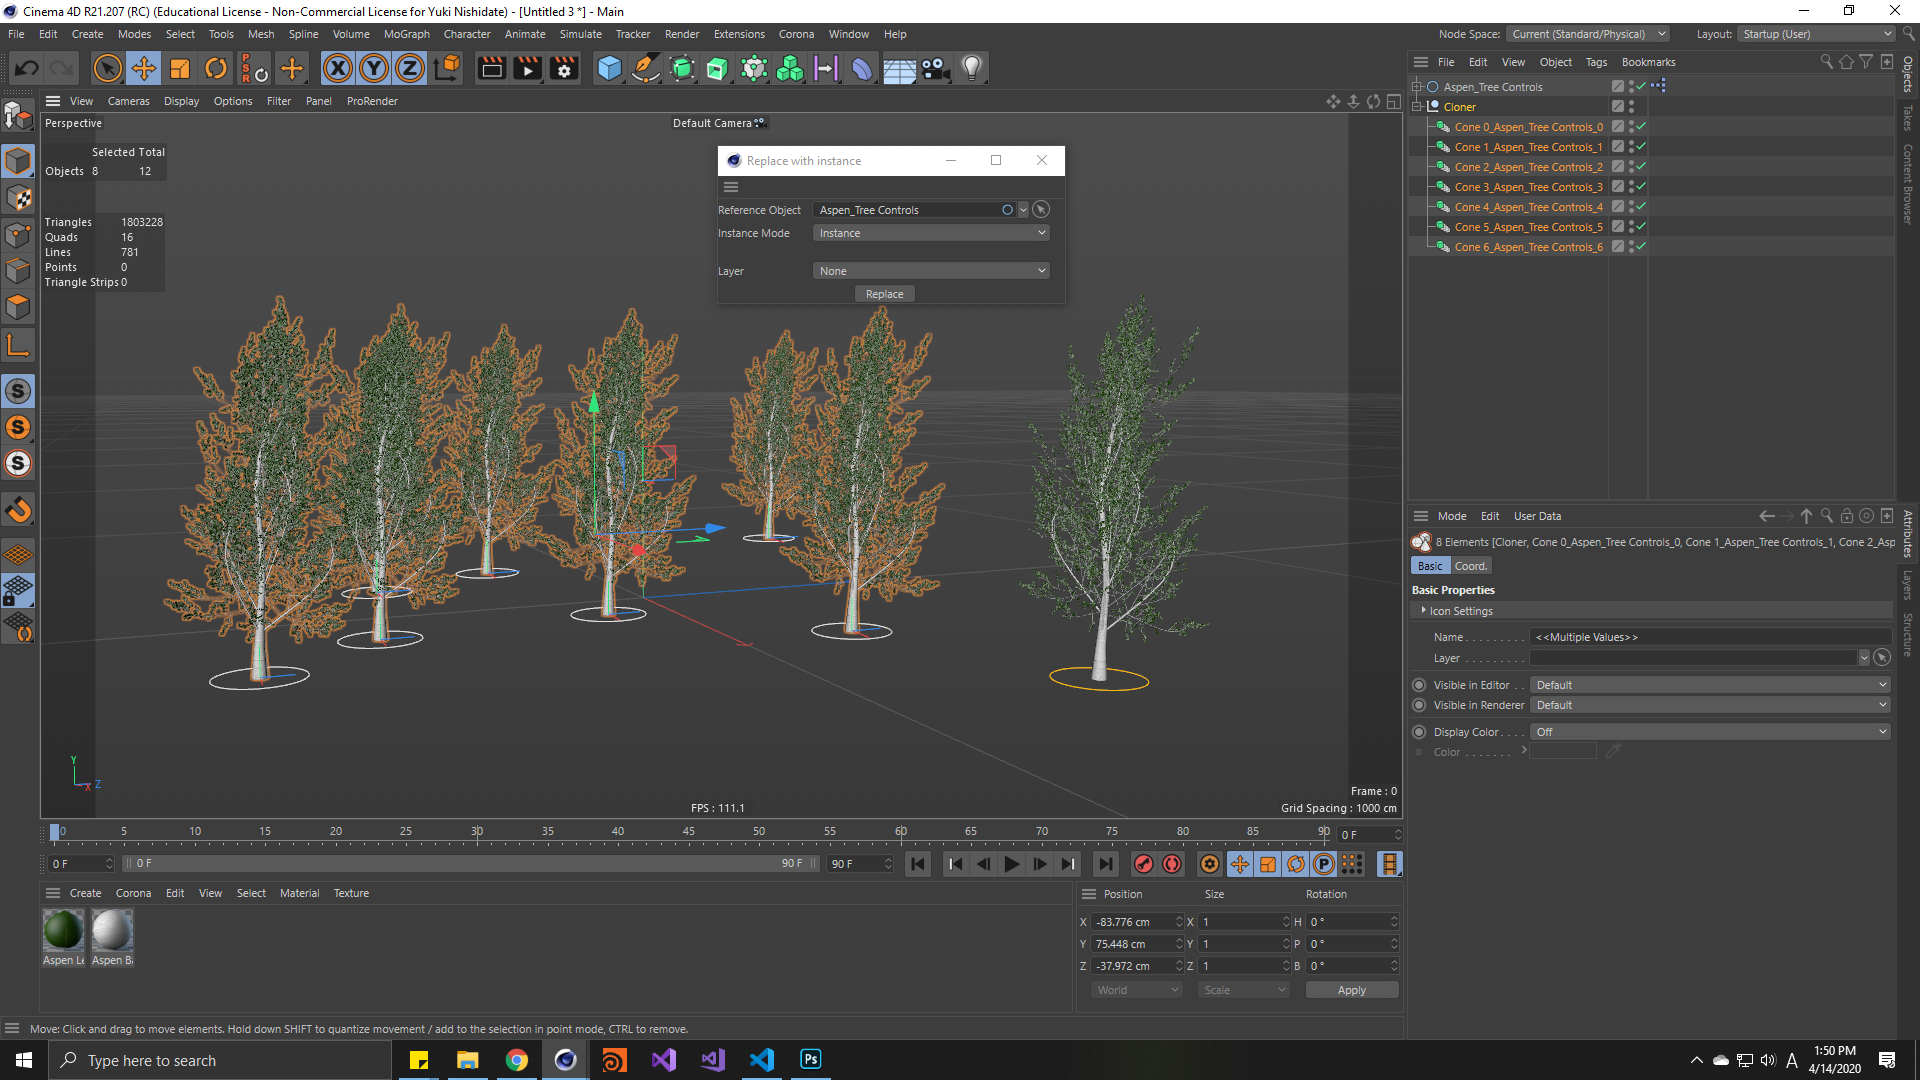 Cinema 4D R21.207 (RC) (Educational License - Non-Commercial License for Yuki Nishidate) - [Untitled 3 *] - Main
File Edit Create Modes Select Tools Mesh Spline Volume MoGraph Character Animate Simulate Tracker Render Extensions Corona Window Help
Node Space: Current (Standard/Physical) Layout: Startup (User)
PSR
X Y Z
File Edit View Object Tags Bookmarks
View Cameras Display Options Filter Panel ProRender
Perspective
Default Camera
Selected Total
Objects 8 12
Triangles 1803228
Quads 16
Lines 781
Points 0
Triangle Strips 0
Replace with instance
Reference Object Aspen_Tree Controls
Instance Mode Instance
Layer None
Replace
Aspen_Tree Controls
Cloner
Cone 0_Aspen_Tree Controls_0
Cone 1_Aspen_Tree Controls_1
Cone 2_Aspen_Tree Controls_2
Cone 3_Aspen_Tree Controls_3
Cone 4_Aspen_Tree Controls_4
Cone 5_Aspen_Tree Controls_5
Cone 6_Aspen_Tree Controls_6
Objects
Takes
Content Browser
Mode Edit User Data
8 Elements [Cloner, Cone 0_Aspen_Tree Controls_0, Cone 1_Aspen_Tree Controls_1, Cone 2_Asp
Basic Coord.
Basic Properties
Icon Settings
Name <<Multiple Values>>
Layer
Visible in Editor Default
Visible in Renderer Default
Display Color Off
Color
Attributes
Layers
Structure
S
S
S
Y
X
Z
FPS : 111.1
Frame : 0
Grid Spacing : 1000 cm
0 5 10 15 20 25 30 35 40 45 50 55 60 65 70 75 80 85 90 0 F
0 F 0 F 90 F 90 F
P
Create Corona Edit View Select Material Texture
Aspen Le Aspen Ba
Position Size Rotation
X -83.776 cm X 1 H 0 °
Y 75.448 cm Y 1 P 0 °
Z -37.972 cm Z 1 B 0 °
World Scale Apply
Move: Click and drag to move elements. Hold down SHIFT to quantize movement / add to the selection in point mode, CTRL to remove.
Type here to search
Ps
A
1:50 PM
4/14/2020